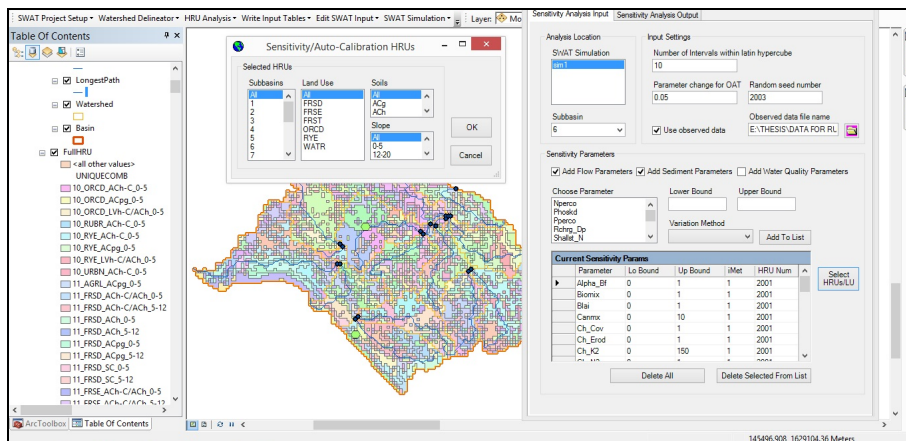 SWAT Project Setup Watershed Delineator HRU Analysis Write Input Tables Edit SWAT Input SWAT Simulation
Layer: Mo
Table Of Contents
LongestPath
Watershed
Basin
FullHRU
<all other values>
UNIQUECOMB
10_ORCD_ACh-C_0-5
10_ORCD_ACpg_0-5
10_ORCD_LVh-C/ACh_0-5
10_RUBR_ACh-C_0-5
10_RYE_ACh-C_0-5
10_RYE_ACpg_0-5
10_RYE_LVh-C/ACh_0-5
10_URBN_ACh-C_0-5
11_AGRL_ACpg_0-5
11_FRSD_ACh-C/ACh_0-5
11_FRSD_ACh-C/ACh_5-12
11_FRSD_ACh_0-5
11_FRSD_ACh_5-12
11_FRSD_ACpg_0-5
11_FRSD_ACpg_5-12
11_FRSD_SC_0-5
11_FRSD_SC_5-12
11_FRSE_ACh-C/ACh_0-5
11_FRSE_ACh-C/ACh_5-12
ArcToolbox
Table Of Contents
Sensitivity/Auto-Calibration HRUs
Selected HRUs
Subbasins
All
1
2
3
4
5
6
7
Land Use
All
FRSD
FRSE
FRST
ORCD
RYE
WATR
Soils
All
ACg
ACh
Slope
All
0-5
12-20
OK
Cancel
Sensitivity Analysis Input
Sensitivity Analysis Output
Analysis Location
SWAT Simulation
sim1
Subbasin
6
Input Settings
Number of Intervals within latin hypercube
10
Parameter change for OAT
0.05
Random seed number
2003
Use observed data
Observed data file name
E:\THESIS\DATA FOR RU
Sensitivity Parameters
Add Flow Parameters
Add Sediment Parameters
Add Water Quality Parameters
Choose Parameter
Nperco
Phoskd
Pperco
Rchrg_Dp
Shallst_N
Lower Bound
Upper Bound
Variation Method
Add To List
Current Sensitivity Params
Parameter Lo Bound Up Bound iMet HRU Num
Alpha_Bf 0 1 1 2001
Biomix 0 1 1 2001
Blai 0 1 1 2001
Canmx 0 10 1 2001
Ch_Cov 0 1 1 2001
Ch_Erod 0 1 1 2001
Ch_K2 0 150 1 2001
Select
HRUs/LU
Delete All
Delete Selected From List
145496.908 1629104.36 Meters